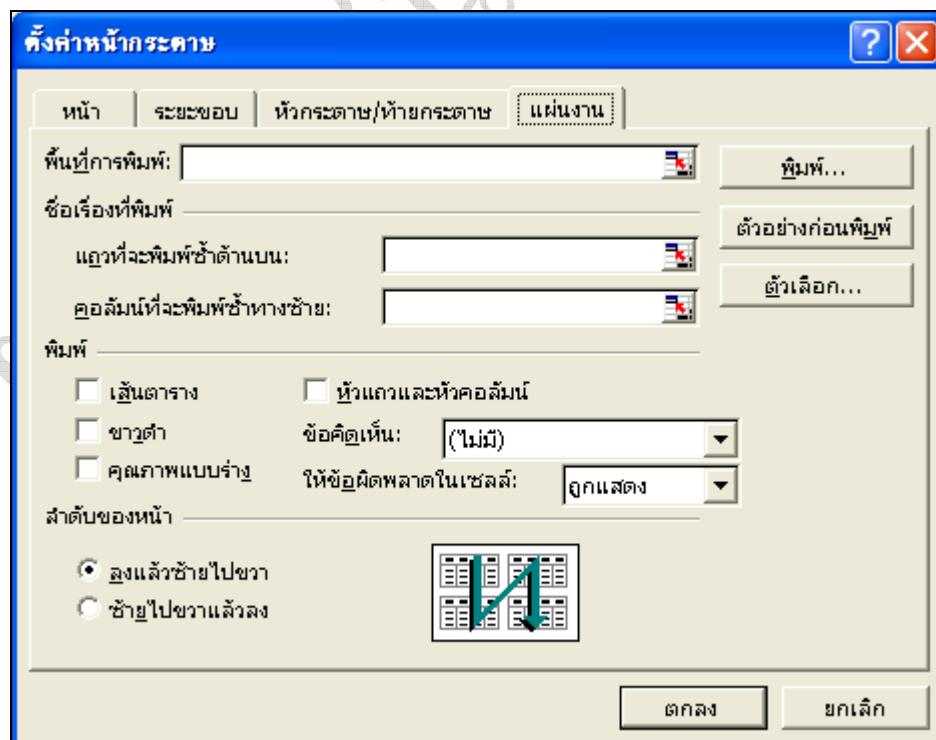 ตั้งค่าหน้ากระดาษ
หน้า ระยะขอบ หัวกระดาษ/ท้ายกระดาษ แผ่นงาน
พื้นที่การพิมพ์:
พิมพ์...
ชื่อเรื่องที่พิมพ์
ตัวอย่างก่อนพิมพ์
แถวที่จะพิมพ์ซ้ำด้านบน:
ตัวเลือก...
คอลัมน์ที่จะพิมพ์ซ้ำทางซ้าย:
พิมพ์
เส้นตาราง หัวแถวและหัวคอลัมน์
ขาวดำ ข้อคิดเห็น: (ไม่มี)
คุณภาพแบบร่าง ให้ข้อผิดพลาดในเซลล์: ถูกแสดง
ลำดับของหน้า
ลงแล้วซ้ายไปขวา
ซ้ายไปขวาแล้วลง
ตกลง ยกเลิก